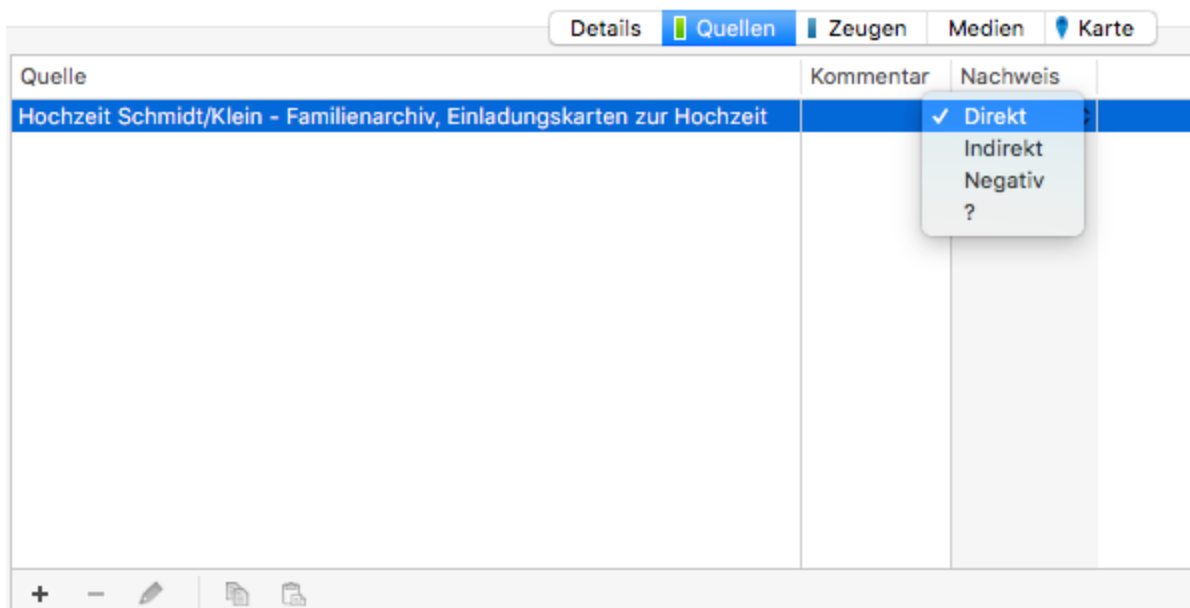 Details Quellen Zeugen Medien Karte
Quelle Kommentar Nachweis
Hochzeit Schmidt/Klein - Familienarchiv, Einladungskarten zur Hochzeit ✓ Direkt
Indirekt
Negativ
?